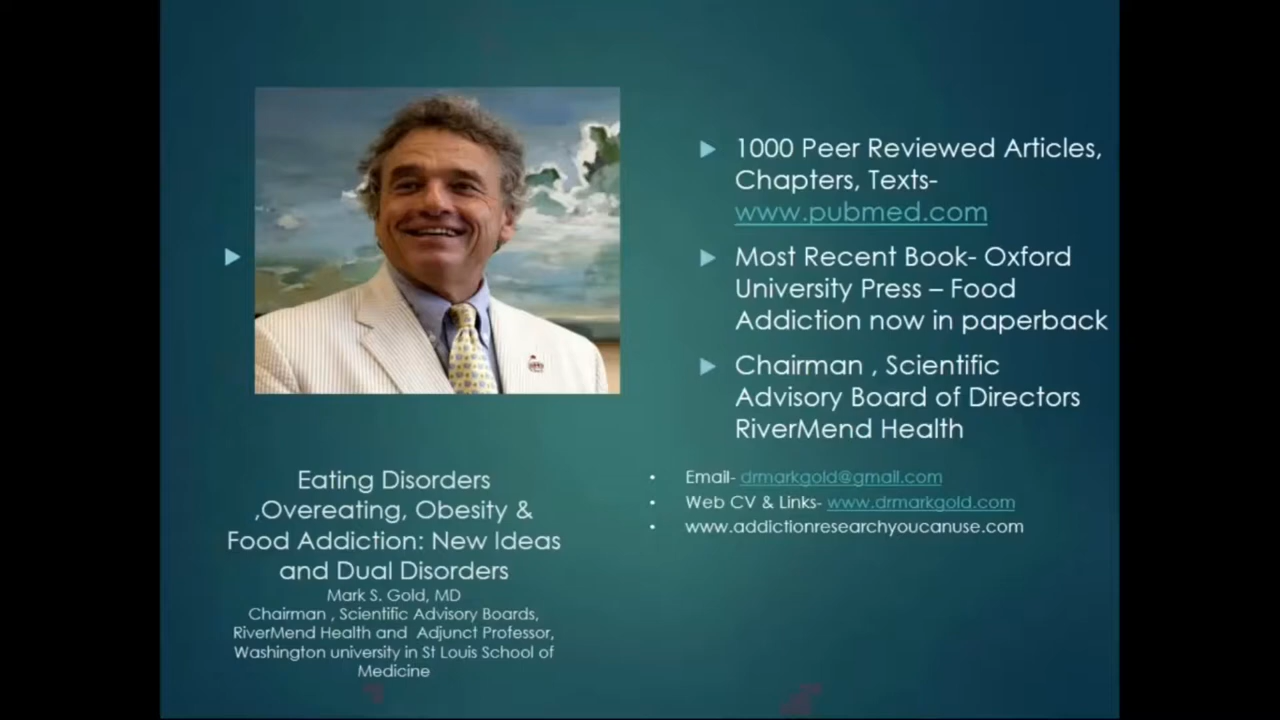 1000 Peer Reviewed Articles,
Chapters, Texts-
www.pubmed.com
Most Recent Book- Oxford
University Press – Food
Addiction now in paperback
Chairman , Scientific
Advisory Board of Directors
RiverMend Health
Eating Disorders
,Overeating, Obesity &
Food Addiction: New Ideas
and Dual Disorders
Mark S. Gold, MD
Chairman , Scientific Advisory Boards,
RiverMend Health and  Adjunct Professor,
Washington university in St Louis School of
Medicine
Email- drmarkgold@gmail.com
Web CV & Links- www.drmarkgold.com
www.addictionresearchyoucanuse.com